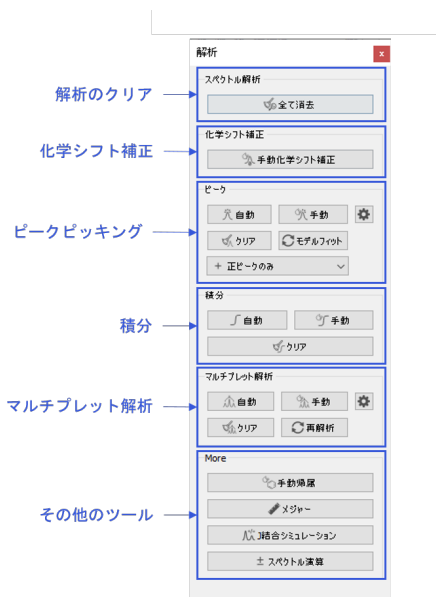 解析
スペクトル解析
解析のクリア
全て消去
化学シフト補正
化学シフト補正
手動化学シフト補正
ピーク
自動 手動
ピークピッキング
クリア モデルフィット
+ 正ピークのみ
積分
積分
自動 手動
クリア
マルチプレット解析
マルチプレット解析
自動 手動
クリア 再解析
More
手動帰属
その他のツール
メジャー
J結合シミュレーション
± スペクトル演算